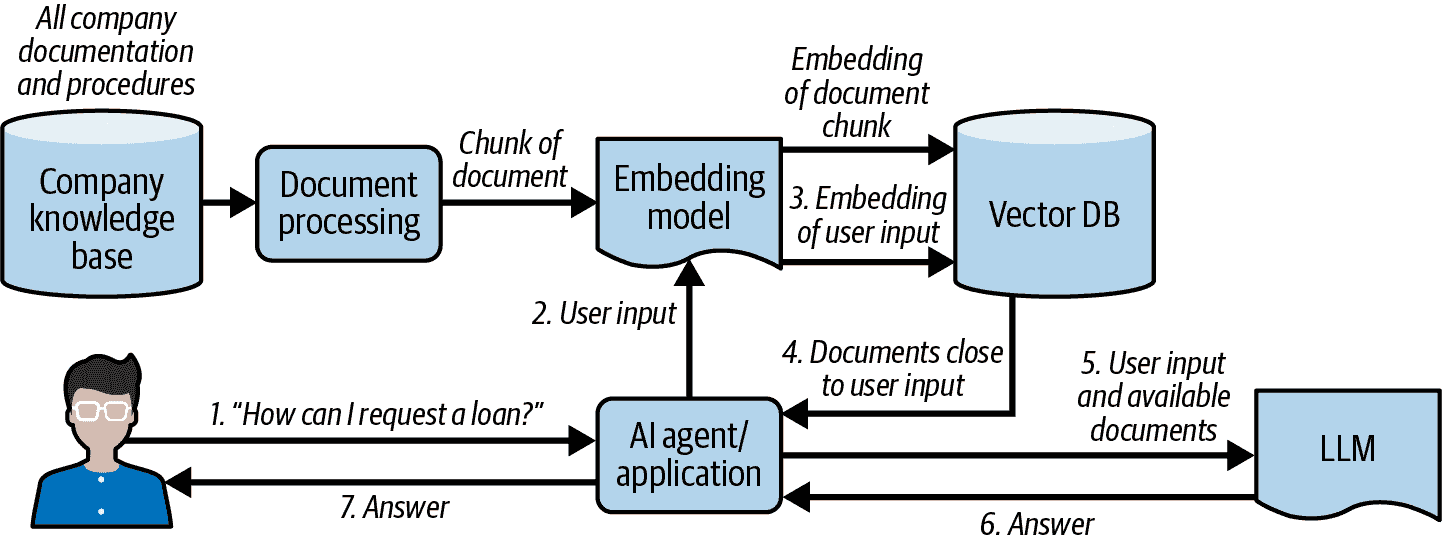 All company
documentation
and procedures
Company
knowledge
base
Document
processing
Chunk of
document
Embedding
model
Embedding
of document
chunk
3. Embedding
of user input
Vector DB
2. User input
4. Documents close
to user input
5. User input
and available
documents
1. “How can I request a loan?”
AI agent/
application
LLM
7. Answer
6. Answer